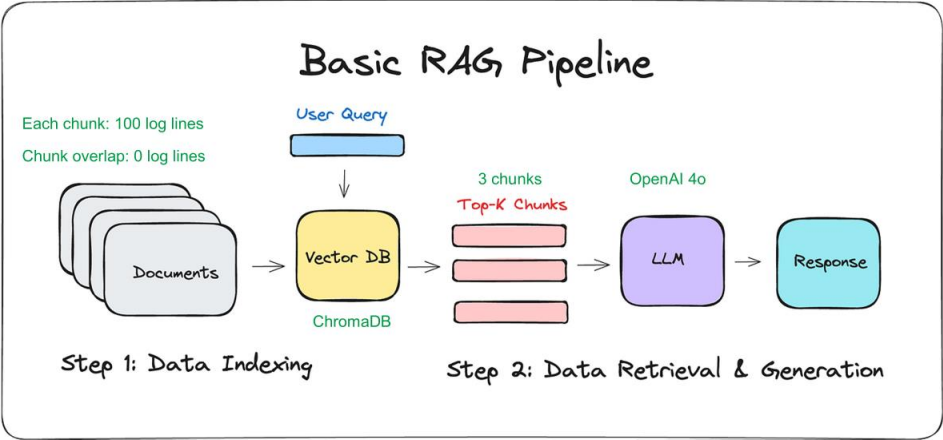 Basic RAG Pipeline
Each chunk: 100 log lines
Chunk overlap: 0 log lines
User Query
3 chunks
Top-K Chunks
OpenAI 4o
Documents
Vector DB
LLM
Response
ChromaDB
Step 1: Data Indexing
Step 2: Data Retrieval & Generation